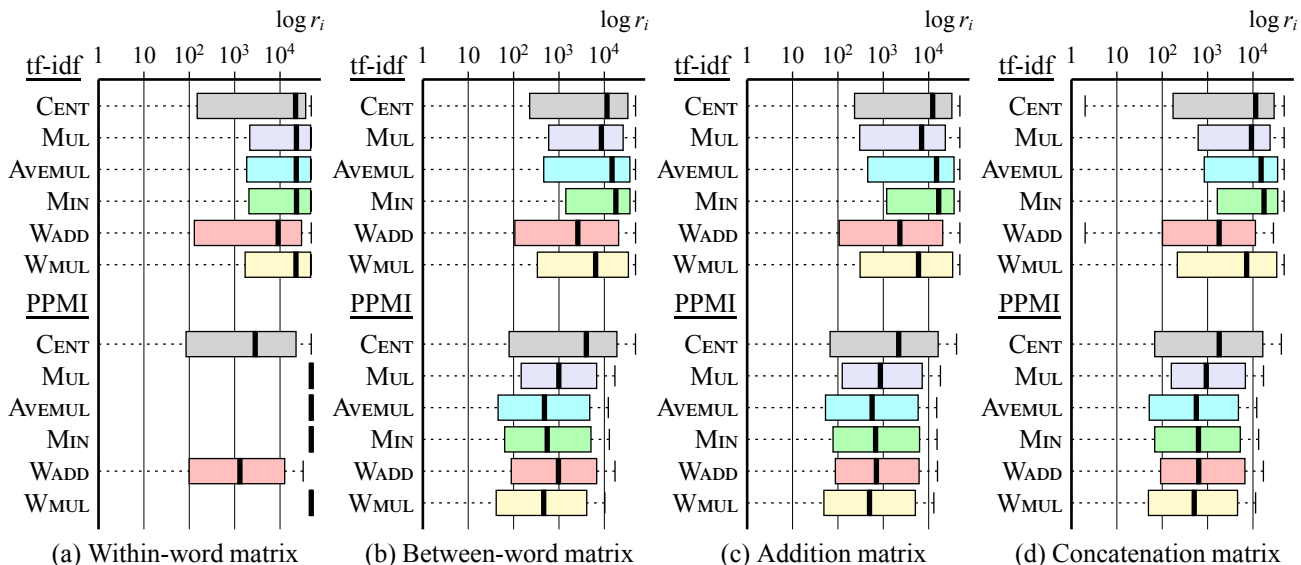 log r_i log r_i log r_i log r_i
1 10 10² 10³ 10⁴ 1 10 10² 10³ 10⁴ 1 10 10² 10³ 10⁴ 1 10 10² 10³ 10⁴
tf-idf tf-idf tf-idf tf-idf
CENT CENT CENT CENT
MUL MUL MUL MUL
AVEMUL AVEMUL AVEMUL AVEMUL
MIN MIN MIN MIN
WADD WADD WADD WADD
WMUL WMUL WMUL WMUL
PPMI PPMI PPMI PPMI
CENT CENT CENT CENT
MUL MUL MUL MUL
AVEMUL AVEMUL AVEMUL AVEMUL
MIN MIN MIN MIN
WADD WADD WADD WADD
WMUL WMUL WMUL WMUL
(a) Within-word matrix (b) Between-word matrix (c) Addition matrix (d) Concatenation matrix